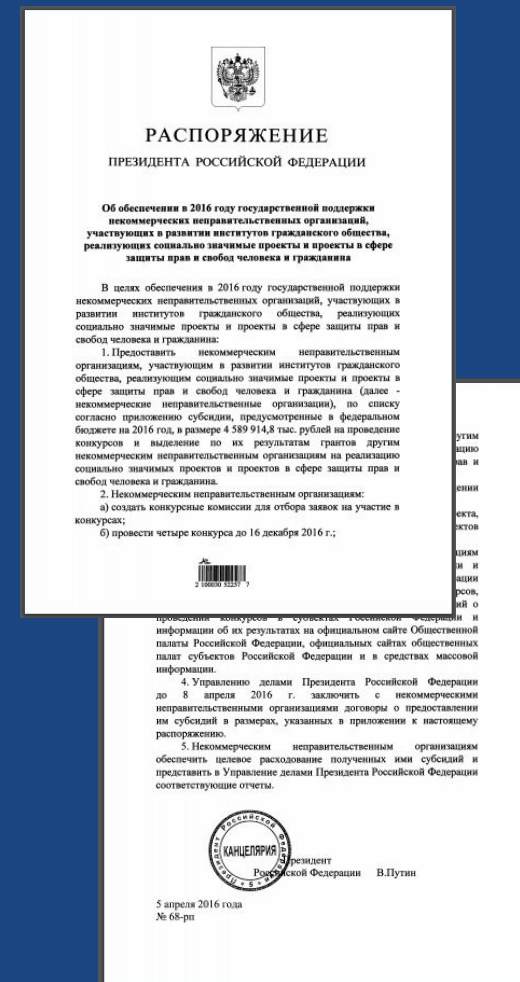 РАСПОРЯЖЕНИЕ
ПРЕЗИДЕНТА РОССИЙСКОЙ ФЕДЕРАЦИИ
Об обеспечении в 2016 году государственной поддержки
некоммерческих неправительственных организаций,
участвующих в развитии институтов гражданского общества,
реализующих социально значимые проекты и проекты в сфере
защиты прав и свобод человека и гражданина
В целях обеспечения в 2016 году государственной поддержки
некоммерческих неправительственных организаций, участвующих в
развитии институтов гражданского общества, реализующих
социально значимые проекты и проекты в сфере защиты прав и
свобод человека и гражданина:
1. Предоставить некоммерческим неправительственным
организациям, участвующим в развитии институтов гражданского
общества, реализующим социально значимые проекты и проекты в
сфере защиты прав и свобод человека и гражданина (далее -
некоммерческие неправительственные организации), по списку
согласно приложению субсидии, предусмотренные в федеральном
бюджете на 2016 год, в размере 4 589 914,8 тыс. рублей на проведение
конкурсов и выделение по их результатам грантов другим
некоммерческим неправительственным организациям на реализацию
социально значимых проектов и проектов в сфере защиты прав и
свобод человека и гражданина.
2. Некоммерческим неправительственным организациям:
а) создать конкурсные комиссии для отбора заявок на участие в
конкурсах;
б) провести четыре конкурса до 16 декабря 2016 г.;
2 100030 52257 7
проведении конкурсов в субъектах Российской Федерации и
информации об их результатах на официальном сайте Общественной
палаты Российской Федерации, официальных сайтах общественных
палат субъектов Российской Федерации и в средствах массовой
информации.
4. Управлению делами Президента Российской Федерации
до 8 апреля 2016 г. заключить с некоммерческими
неправительственными организациями договоры о предоставлении
им субсидий в размерах, указанных в приложении к настоящему
распоряжению.
5. Некоммерческим неправительственным организациям
обеспечить целевое расходование полученных ими субсидий и
представить в Управление делами Президента Российской Федерации
соответствующие отчеты.
КАНЦЕЛЯРИЯ
Президент
Российской Федерации В.Путин
5 апреля 2016 года
№ 68-рп